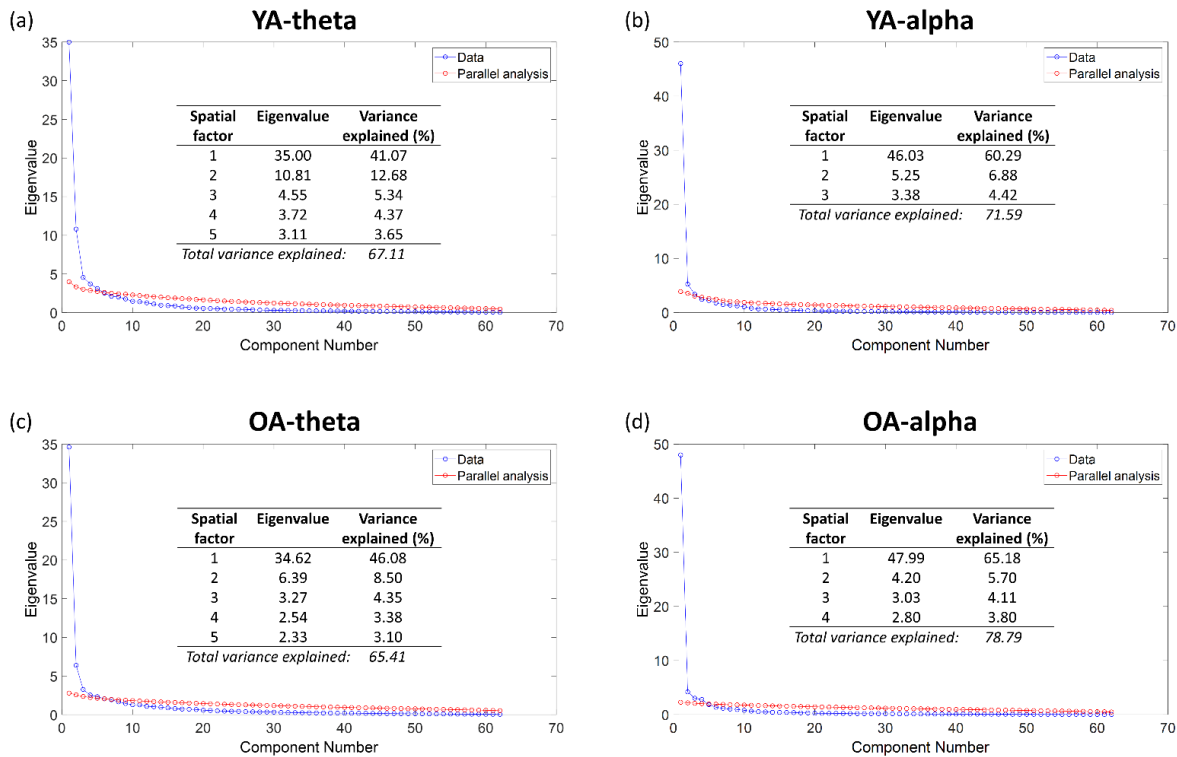 (a) YA-theta
35
30
25
20
15
10
5
0
Eigenvalue
Data
Parallel analysis
Spatial factor Eigenvalue Variance explained (%)
1 35.00 41.07
2 10.81 12.68
3 4.55 5.34
4 3.72 4.37
5 3.11 3.65
Total variance explained: 67.11
0 10 20 30 40 50 60 70
Component Number
(b) YA-alpha
50
40
30
20
10
0
Eigenvalue
Data
Parallel analysis
Spatial factor Eigenvalue Variance explained (%)
1 46.03 60.29
2 5.25 6.88
3 3.38 4.42
Total variance explained: 71.59
0 10 20 30 40 50 60 70
Component Number
(c) OA-theta
35
30
25
20
15
10
5
0
Eigenvalue
Data
Parallel analysis
Spatial factor Eigenvalue Variance explained (%)
1 34.62 46.08
2 6.39 8.50
3 3.27 4.35
4 2.54 3.38
5 2.33 3.10
Total variance explained: 65.41
0 10 20 30 40 50 60 70
Component Number
(d) OA-alpha
50
40
30
20
10
0
Eigenvalue
Data
Parallel analysis
Spatial factor Eigenvalue Variance explained (%)
1 47.99 65.18
2 4.20 5.70
3 3.03 4.11
4 2.80 3.80
Total variance explained: 78.79
0 10 20 30 40 50 60 70
Component Number